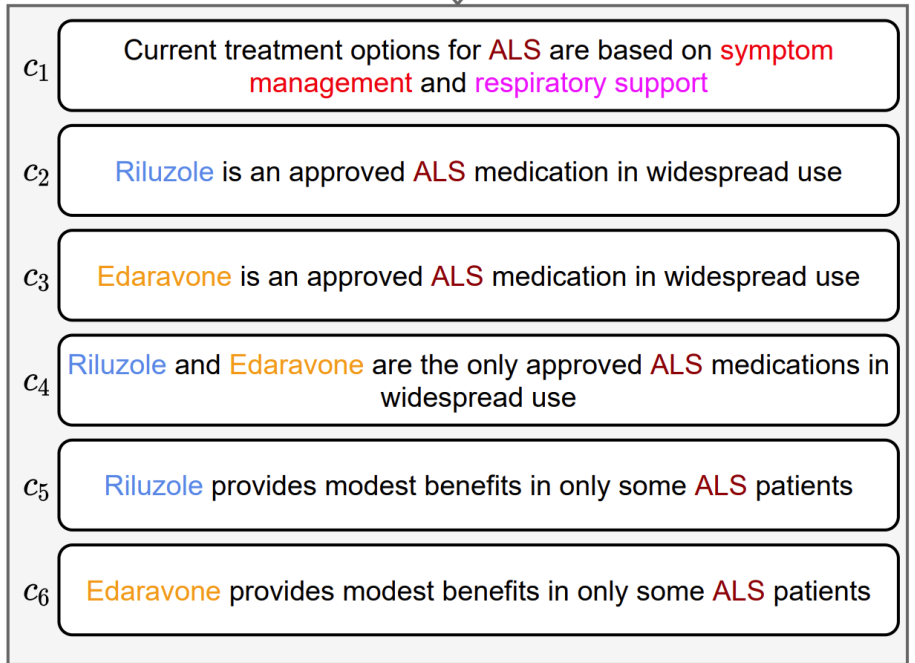 c1 Current treatment options for ALS are based on symptom
management and respiratory support
c2 Riluzole is an approved ALS medication in widespread use
c3 Edaravone is an approved ALS medication in widespread use
c4 Riluzole and Edaravone are the only approved ALS medications in
widespread use
c5 Riluzole provides modest benefits in only some ALS patients
c6 Edaravone provides modest benefits in only some ALS patients